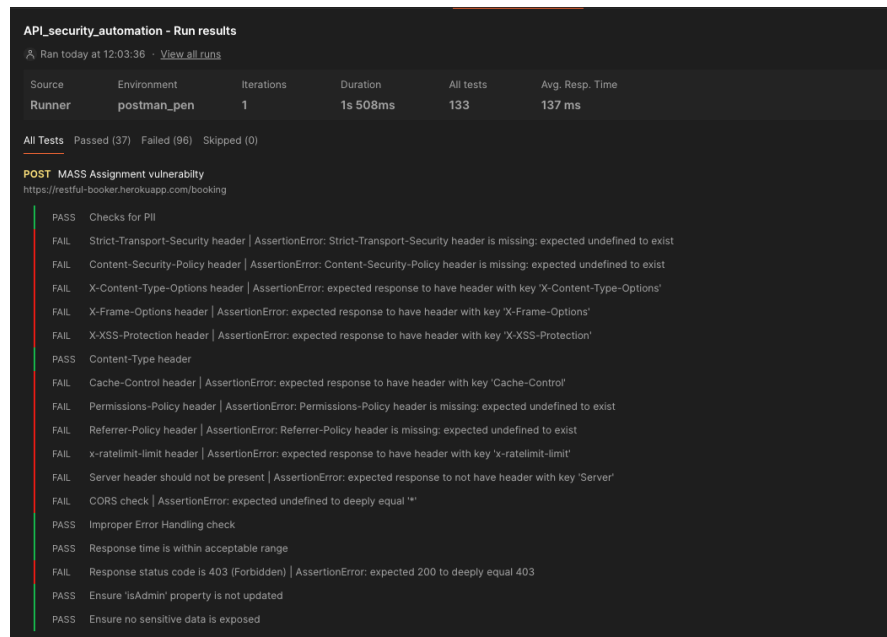 API_security_automation - Run results
Ran today at 12:03:36 · View all runs
Source Environment Iterations Duration All tests Avg. Resp. Time
Runner postman_pen 1 1s 508ms 133 137 ms
All Tests Passed (37) Failed (96) Skipped (0)
POST MASS Assignment vulnerabilty
https://restful-booker.herokuapp.com/booking
PASS Checks for PII
FAIL Strict-Transport-Security header | AssertionError: Strict-Transport-Security header is missing: expected undefined to exist
FAIL Content-Security-Policy header | AssertionError: Content-Security-Policy header is missing: expected undefined to exist
FAIL X-Content-Type-Options header | AssertionError: expected response to have header with key 'X-Content-Type-Options'
FAIL X-Frame-Options header | AssertionError: expected response to have header with key 'X-Frame-Options'
FAIL X-XSS-Protection header | AssertionError: expected response to have header with key 'X-XSS-Protection'
PASS Content-Type header
FAIL Cache-Control header | AssertionError: expected response to have header with key 'Cache-Control'
FAIL Permissions-Policy header | AssertionError: Permissions-Policy header is missing: expected undefined to exist
FAIL Referrer-Policy header | AssertionError: Referrer-Policy header is missing: expected undefined to exist
FAIL x-ratelimit-limit header | AssertionError: expected response to have header with key 'x-ratelimit-limit'
FAIL Server header should not be present | AssertionError: expected response to not have header with key 'Server'
FAIL CORS check | AssertionError: expected undefined to deeply equal '*'
PASS Improper Error Handling check
PASS Response time is within acceptable range
FAIL Response status code is 403 (Forbidden) | AssertionError: expected 200 to deeply equal 403
PASS Ensure 'isAdmin' property is not updated
PASS Ensure no sensitive data is exposed